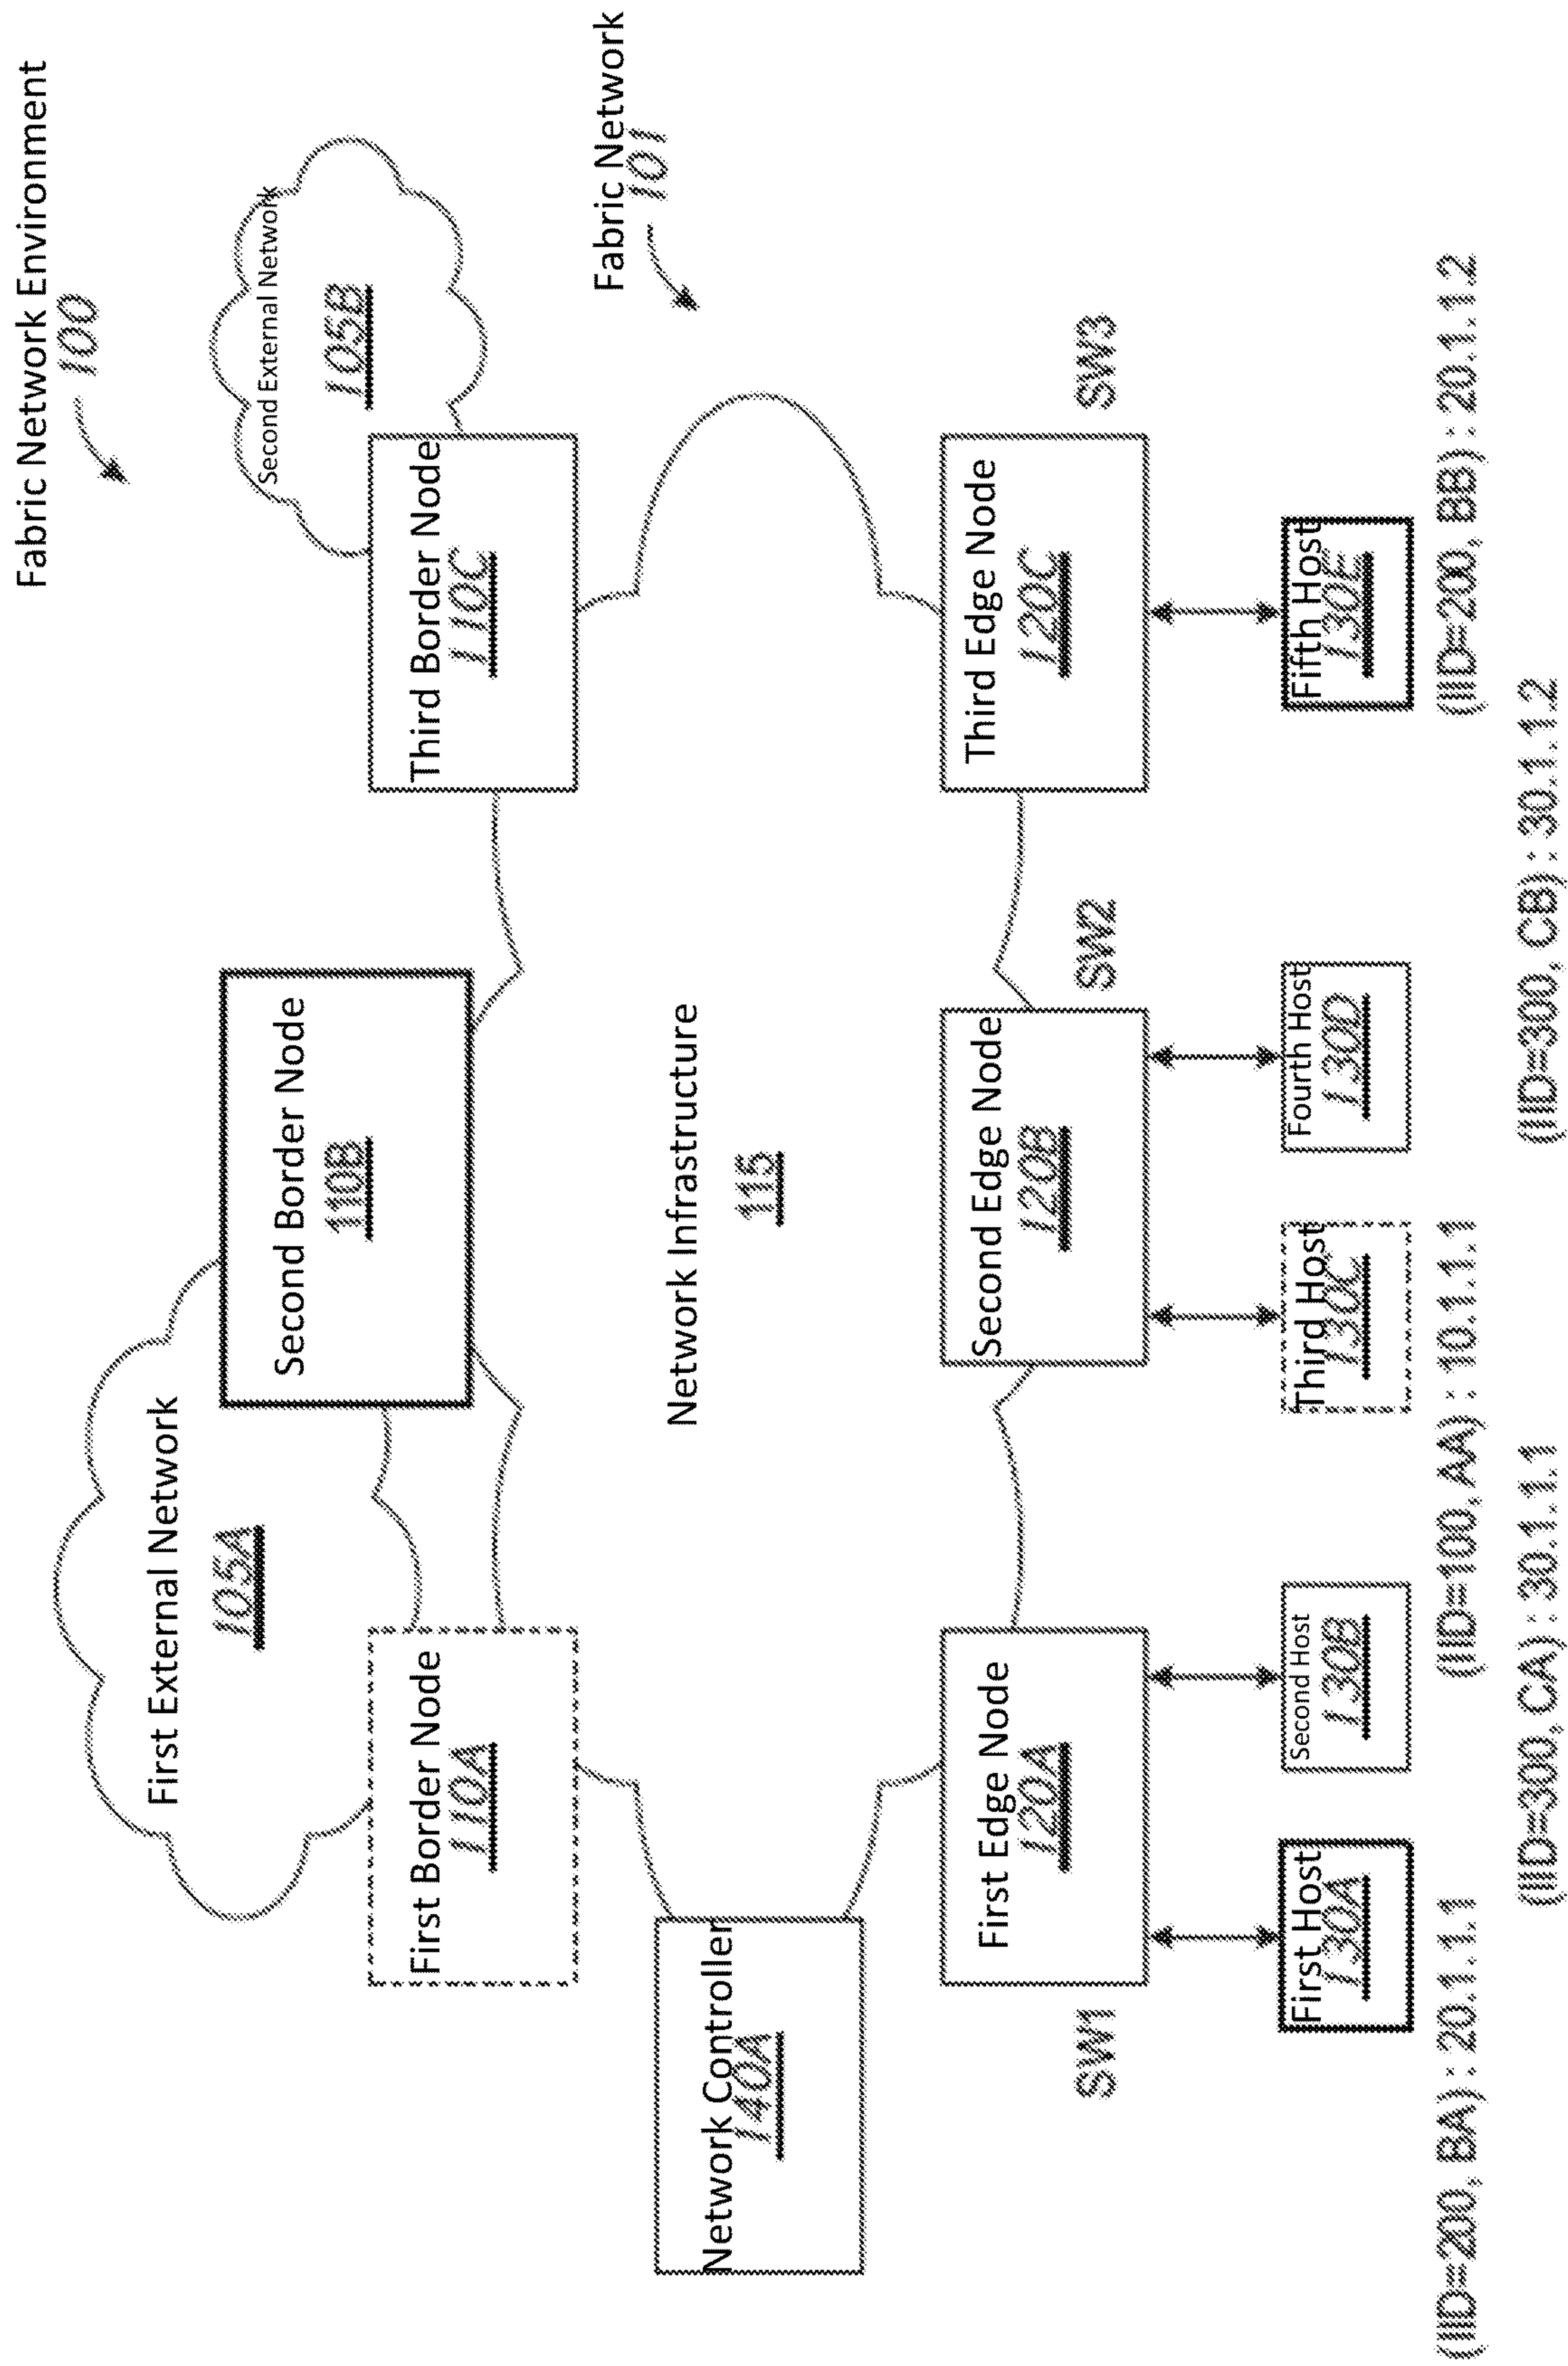 Fabric Network Environment
100
First External Network
105A
Second External Network
105B
Second Border Node
110B
First Border Node
110A
Third Border Node
110C
Fabric Network
101
Network Controller
140A
Network Infrastructure
115
First Edge Node
120A
Second Edge Node
120B
Third Edge Node
120C
SW1
SW2
SW3
First Host
130A
Second Host
130B
Third Host
130C
Fourth Host
130D
Fifth Host
130E
(IID=200, BA) : 20.1.1.1
(IID=100, AA) : 10.1.1.1
(IID=200, BB) : 20.1.1.2
(IID=300, CA) : 30.1.1.1
(IID=300, CB) : 30.1.1.2